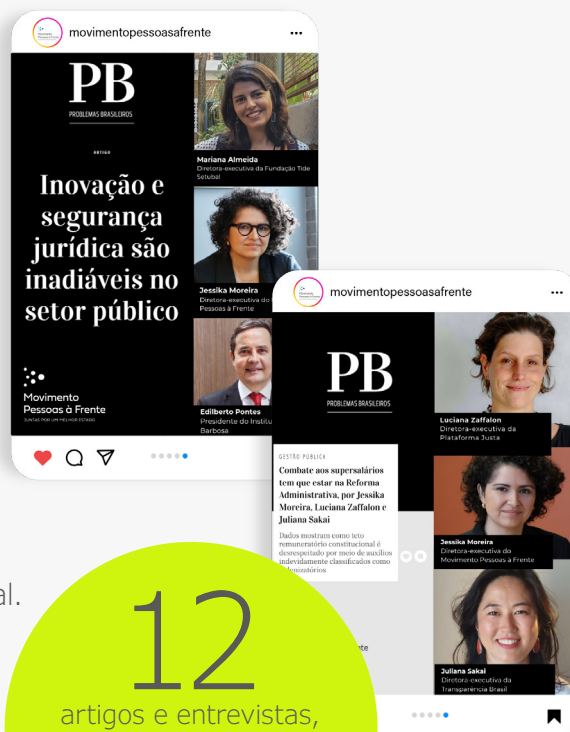 movimentopessoasafrente
PB
PROBLEMAS BRASILEIROS
ARTIGO
Inovação e
segurança
jurídica são
inadiáveis no
setor público
Movimento
Pessoas à Frente
JUNTAS POR UM MELHOR ESTADO
Mariana Almeida
Diretora-executiva da Fundação Tide
Setubal
Jessika Moreira
Diretora-executiva do
Pessoas à Frente
Edilberto Pontes
Presidente do Institu
Barbosa
movimentopessoasafrente
PB
PROBLEMAS BRASILEIROS
GESTÃO PÚBLICA
Combate aos supersalários
tem que estar na Reforma
Administrativa, por Jessika
Moreira, Luciana Zaffalon e
Juliana Sakai
Dados mostram como teto
remuneratório constitucional é
desrespeitado por meio de auxílios
indevidamente classificados como
indenizatórios
Luciana Zaffalon
Diretora-executiva da
Plataforma Justa
Jessika Moreira
Diretora-executiva do
Movimento Pessoas à Frente
Juliana Sakai
Diretora-executiva da
Transparência Brasil
al.
12
artigos e entrevistas,